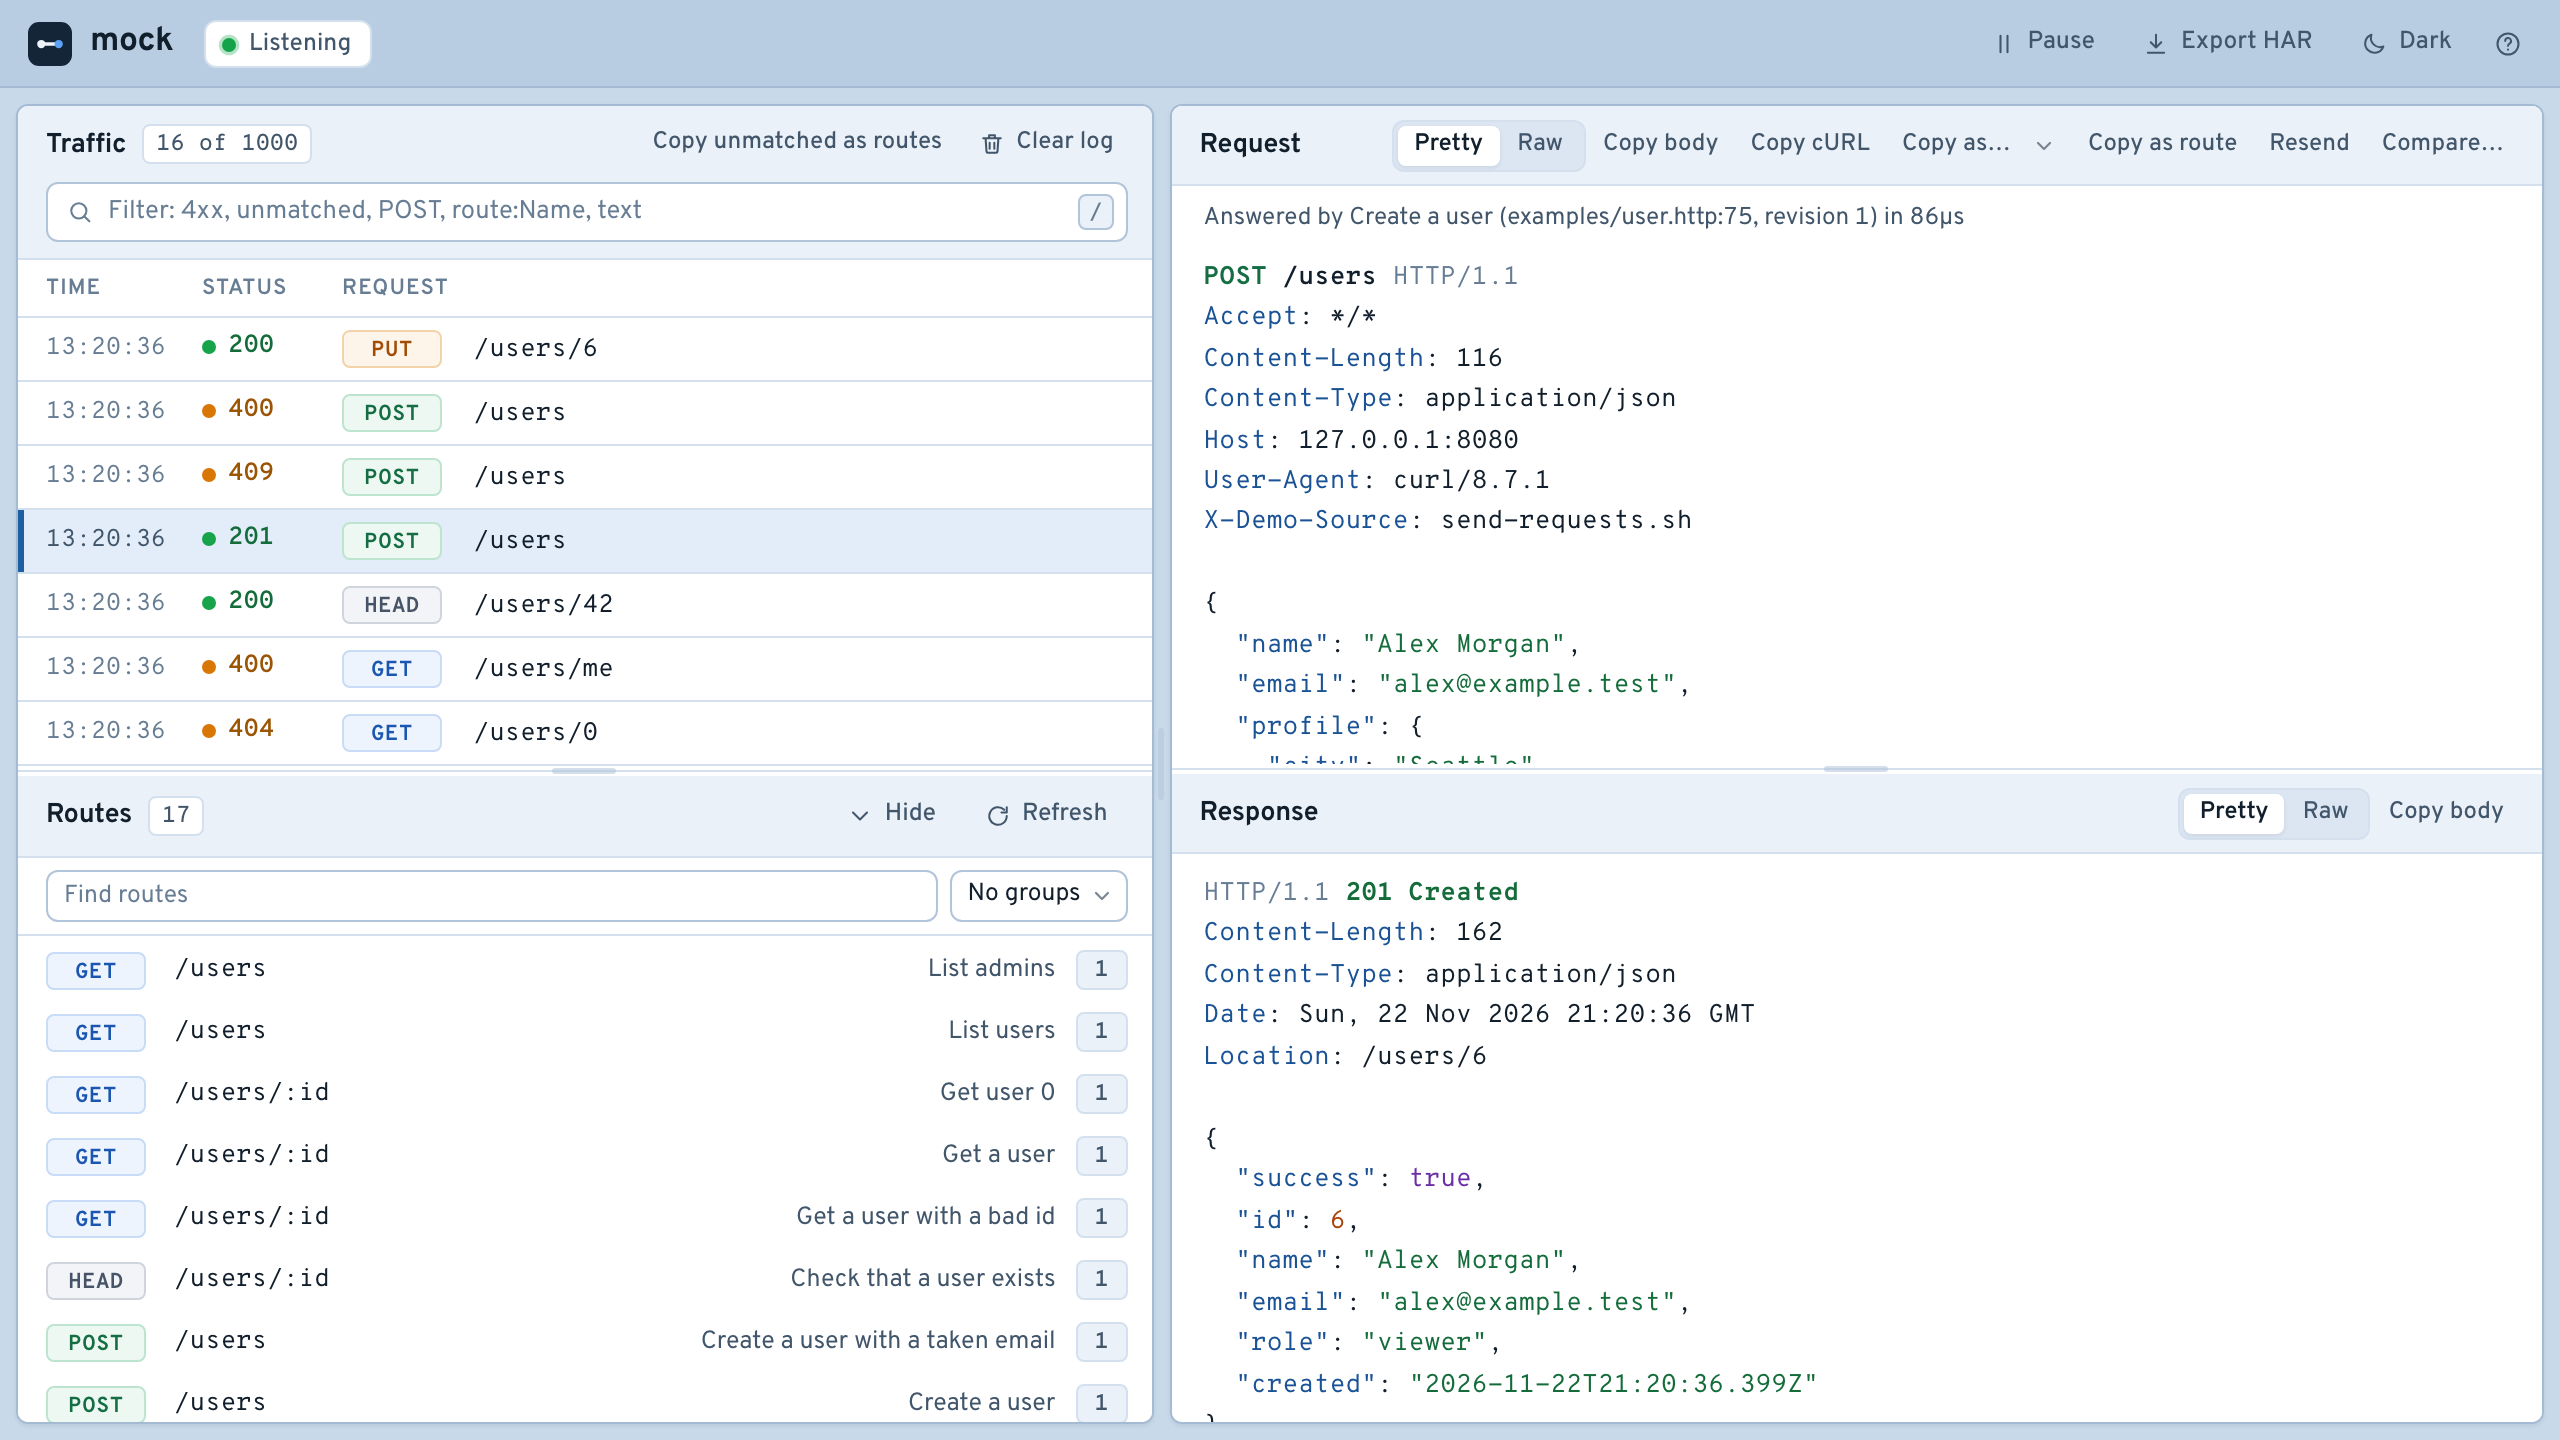 mock
Listening
Pause
Export HAR
Dark
Traffic 16 of 1000
Copy unmatched as routes
Clear log
Filter: 4xx, unmatched, POST, route:Name, text /
TIME STATUS REQUEST
13:20:36 200 PUT /users/6
13:20:36 400 POST /users
13:20:36 409 POST /users
13:20:36 201 POST /users
13:20:36 200 HEAD /users/42
13:20:36 400 GET /users/me
13:20:36 404 GET /users/0
Routes 17
Hide
Refresh
Find routes
No groups
GET /users List admins 1
GET /users List users 1
GET /users/:id Get user 0 1
GET /users/:id Get a user 1
GET /users/:id Get a user with a bad id 1
HEAD /users/:id Check that a user exists 1
POST /users Create a user with a taken email 1
POST /users Create a user 1
Request
Pretty Raw Copy body Copy cURL Copy as... Copy as route Resend Compare...
Answered by Create a user (examples/user.http:75, revision 1) in 86µs
POST /users HTTP/1.1
Accept: */*
Content-Length: 116
Content-Type: application/json
Host: 127.0.0.1:8080
User-Agent: curl/8.7.1
X-Demo-Source: send-requests.sh
{
"name": "Alex Morgan",
"email": "alex@example.test",
"profile": {
"city": "Seattle"
Response
Pretty Raw Copy body
HTTP/1.1 201 Created
Content-Length: 162
Content-Type: application/json
Date: Sun, 22 Nov 2026 21:20:36 GMT
Location: /users/6
{
"success": true,
"id": 6,
"name": "Alex Morgan",
"email": "alex@example.test",
"role": "viewer",
"created": "2026-11-22T21:20:36.399Z"
}